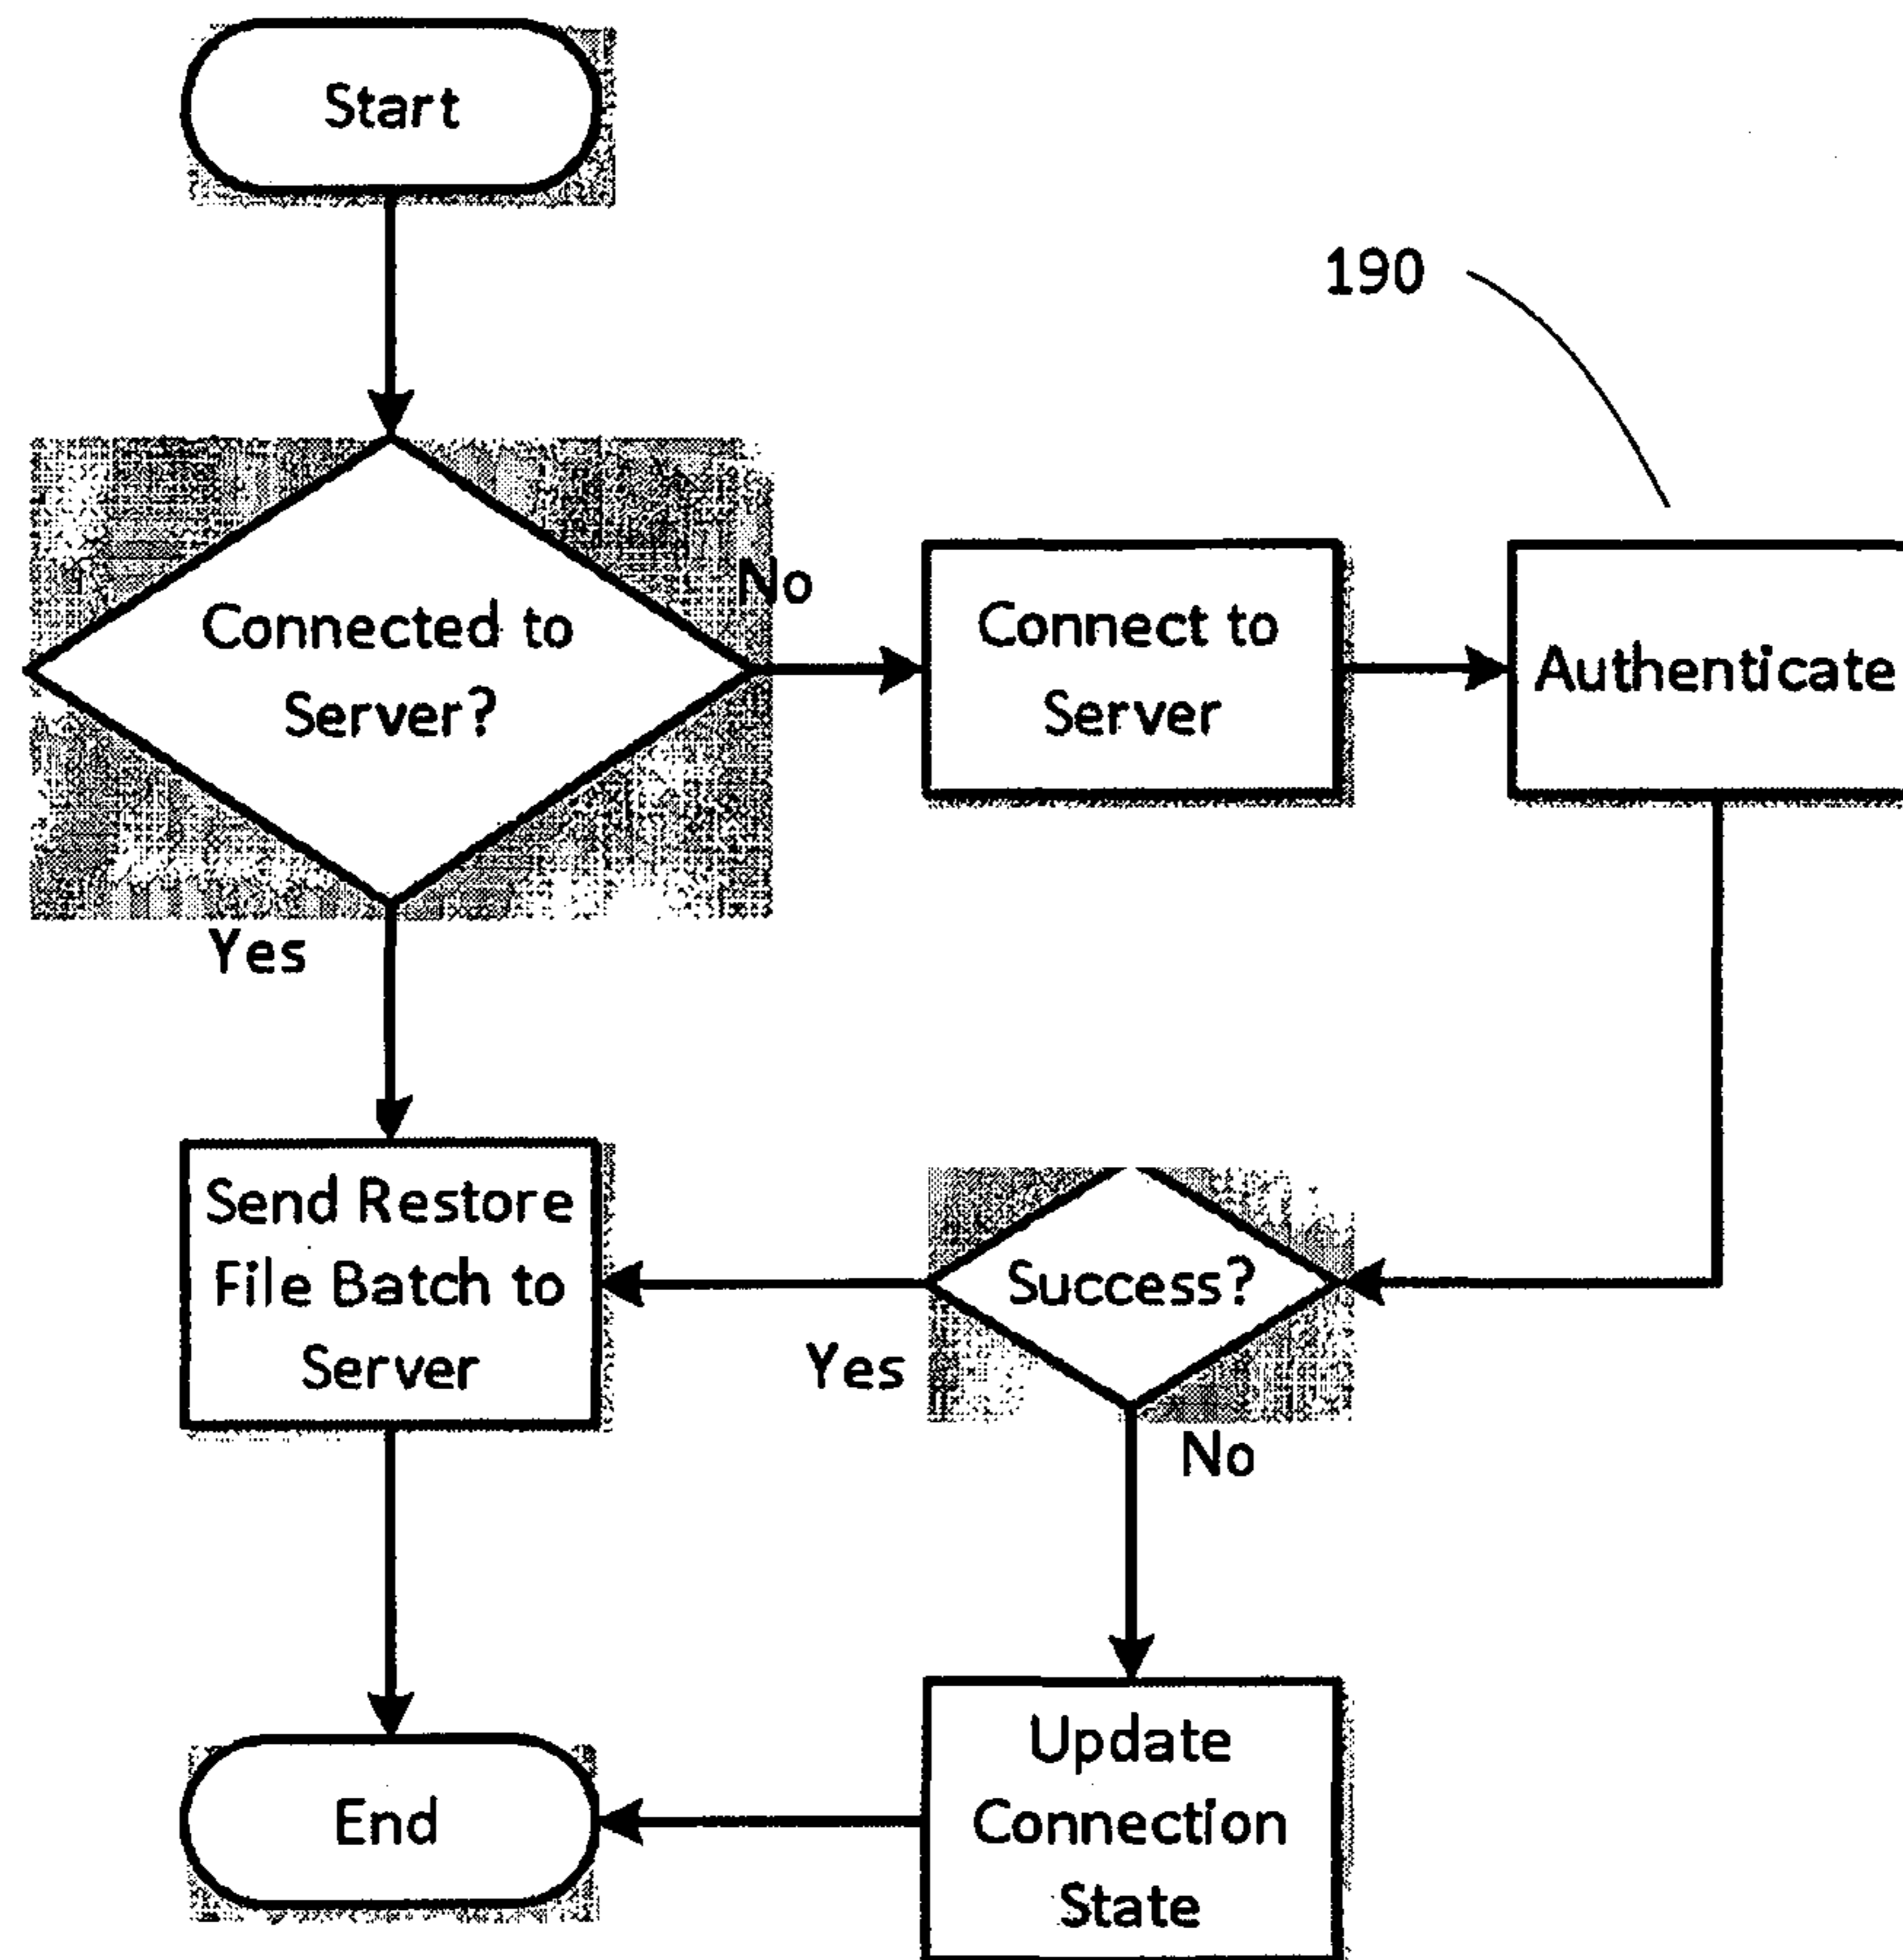 Start
190
Connected to
Server?
No
Connect to
Server
Authenticate
Yes
Send Restore
File Batch to
Server
Success?
Yes
No
Update
Connection
State
End